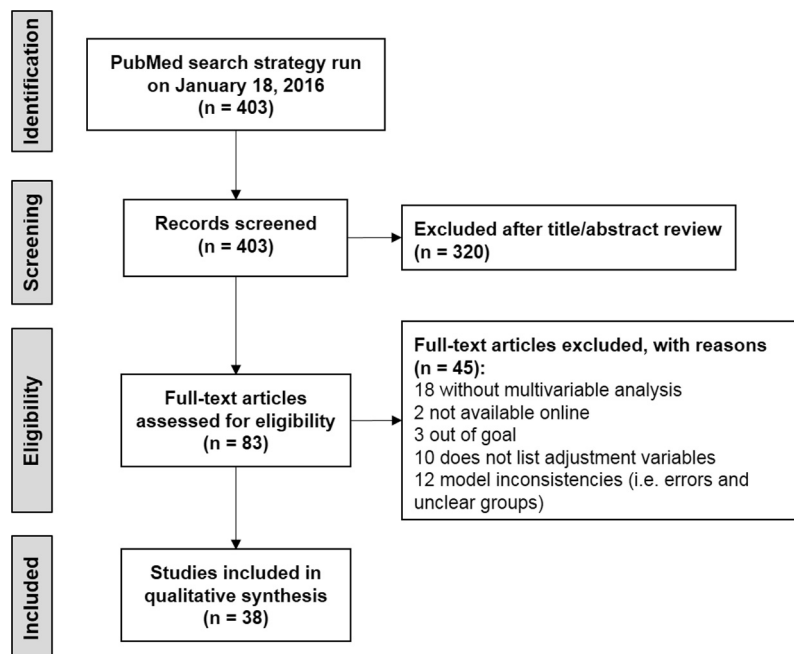 Identification
PubMed search strategy run
on January 18, 2016
(n = 403)
Screening
Records screened
(n = 403)
Excluded after title/abstract review
(n = 320)
Eligibility
Full-text articles
assessed for eligibility
(n = 83)
Full-text articles excluded, with reasons
(n = 45):
18 without multivariable analysis
2 not available online
3 out of goal
10 does not list adjustment variables
12 model inconsistencies (i.e. errors and
unclear groups)
Included
Studies included in
qualitative synthesis
(n = 38)